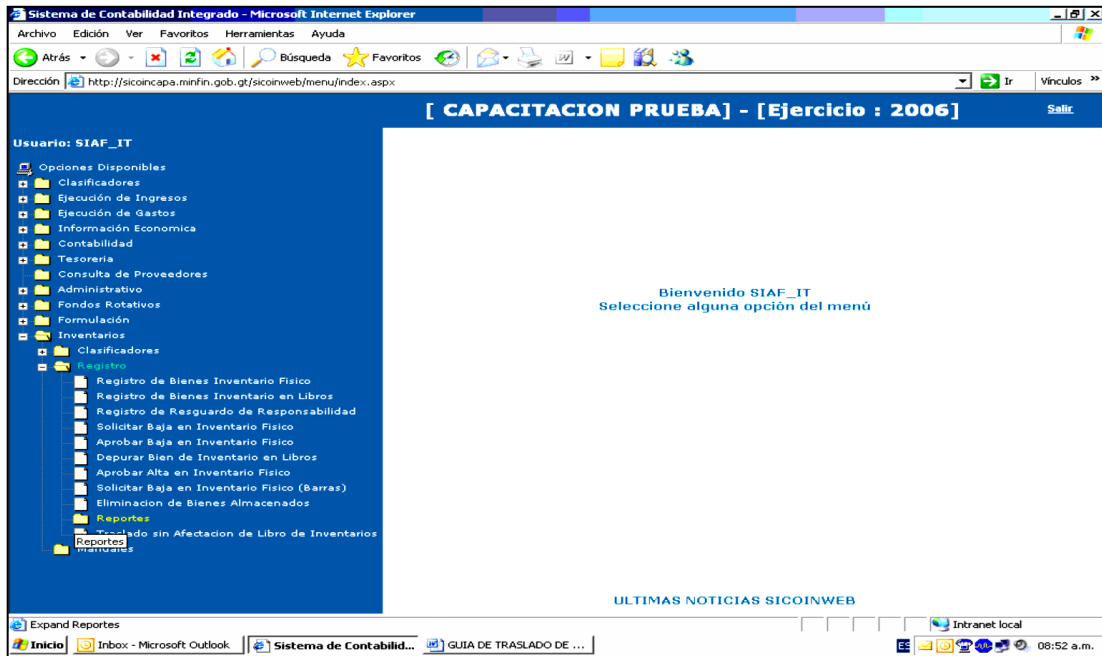 Sistema de Contabilidad Integrado - Microsoft Internet Explorer
Archivo Edición Ver Favoritos Herramientas Ayuda
Atrás Búsqueda Favoritos
Dirección http://sicoincapa.minfin.gob.gt/sicoinweb/menu/index.aspx Ir Vínculos »
[ CAPACITACION PRUEBA] - [Ejercicio : 2006] Salir
Usuario: SIAF_IT
Opciones Disponibles
Clasificadores
Ejecución de Ingresos
Ejecución de Gastos
Información Economica
Contabilidad
Tesoreria
Consulta de Proveedores
Administrativo
Fondos Rotativos
Formulación
Inventarios
Clasificadores
Registro
Registro de Bienes Inventario Fisico
Registro de Bienes Inventario en Libros
Registro de Resguardo de Responsabilidad
Solicitar Baja en Inventario Fisico
Aprobar Baja en Inventario Fisico
Depurar Bien de Inventario en Libros
Aprobar Alta en Inventario Fisico
Solicitar Baja en Inventario Fisico (Barras)
Eliminacion de Bienes Almacenados
Reportes
Traslado sin Afectacion de Libro de Inventarios
Reportes
Manuales
Bienvenido SIAF_IT
Seleccione alguna opción del menú
ULTIMAS NOTICIAS SICOINWEB
Expand Reportes Intranet local
Inicio Inbox - Microsoft Outlook Sistema de Contabilid... GUIA DE TRASLADO DE ... ES 08:52 a.m.